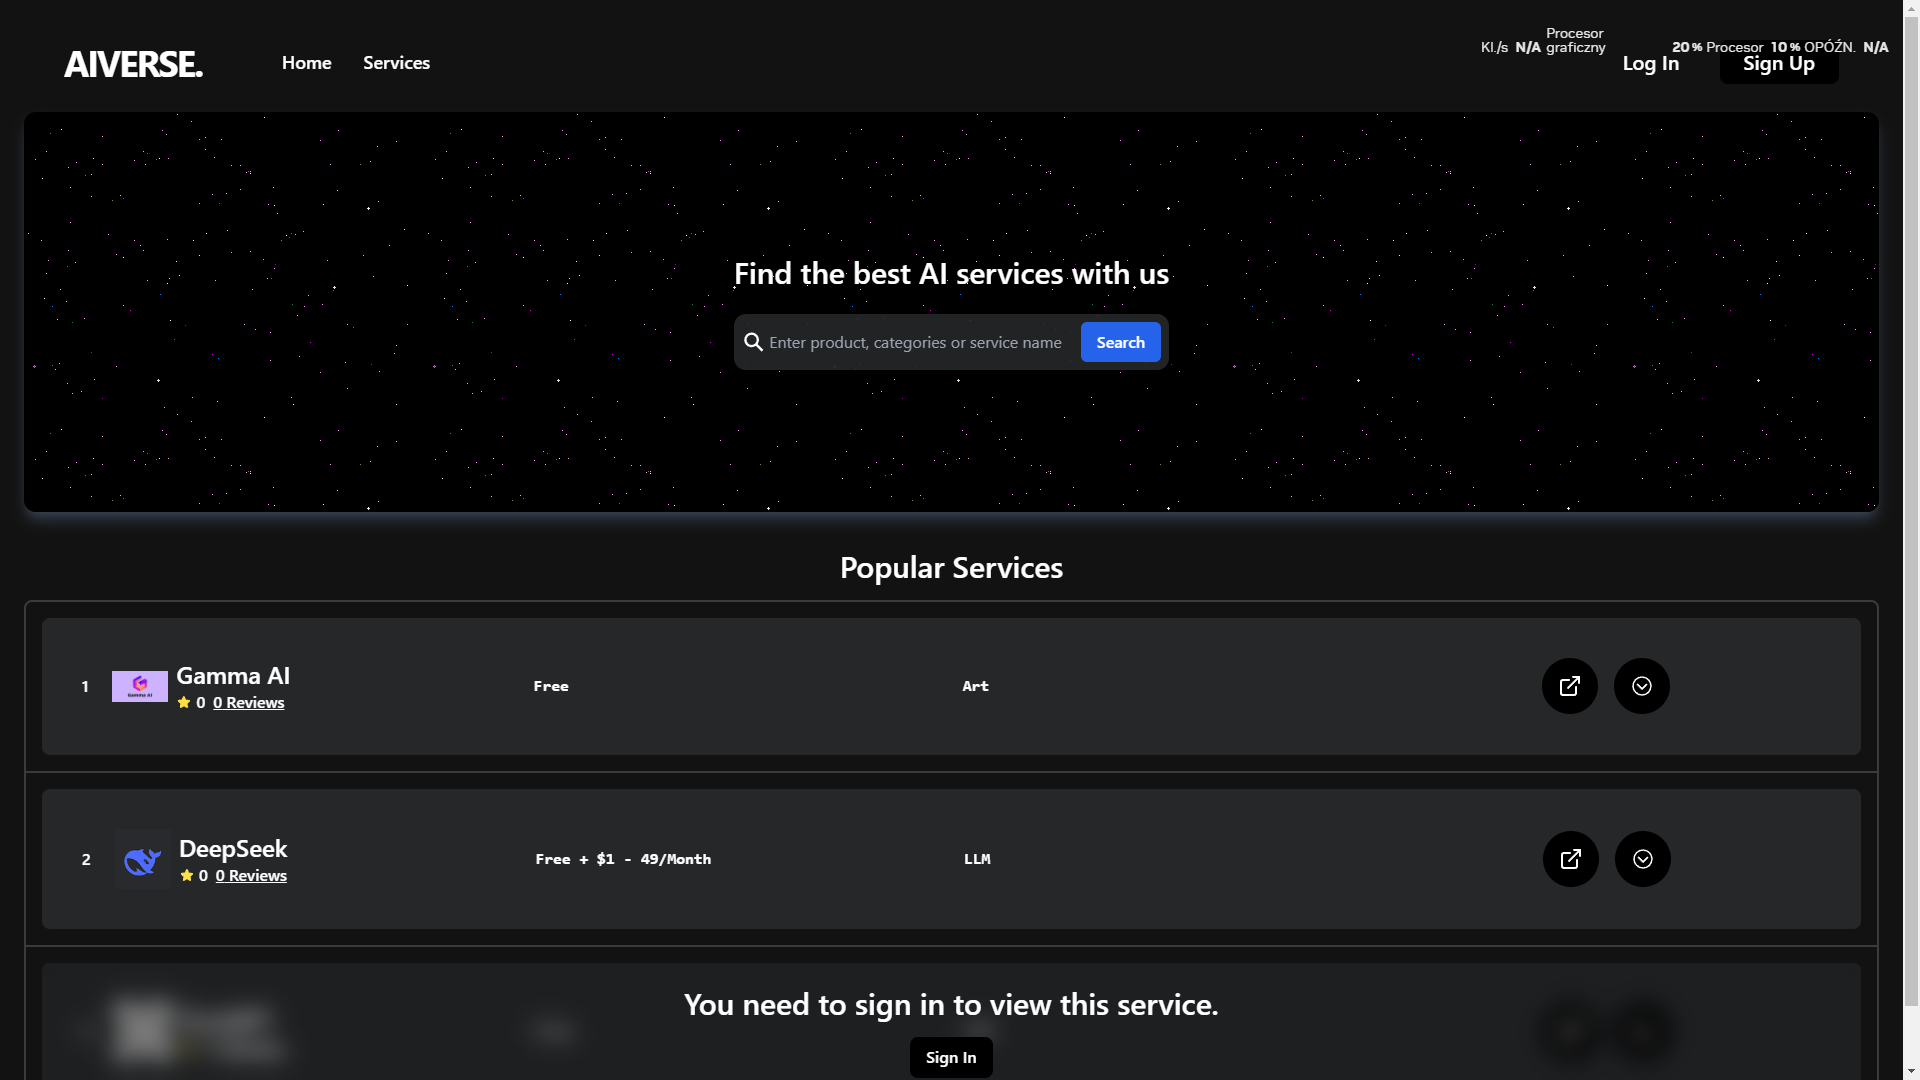 AIVERSE.
Home
Services
Kl./s N/A Procesor graficzny 20 % Procesor 10 % OPÓŹN. N/A
Log In
Sign Up
Find the best AI services with us
Enter product, categories or service name
Search
Popular Services
1
Gamma AI
Gamma AI
0 0 Reviews
Free
Art
2
DeepSeek
0 0 Reviews
Free + $1 - 49/Month
LLM
You need to sign in to view this service.
Sign In